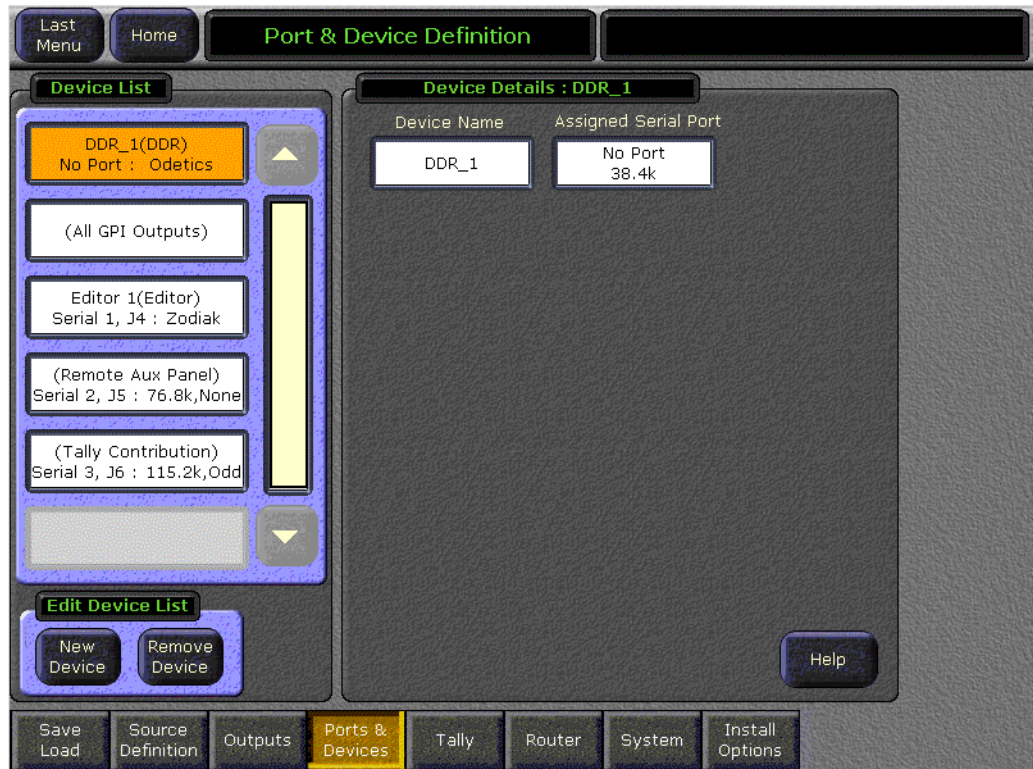 Last
Menu
Home
Port & Device Definition
Device List
DDR_1(DDR)
No Port : Odetics
(All GPI Outputs)
Editor 1(Editor)
Serial 1, J4 : Zodiak
(Remote Aux Panel)
Serial 2, J5 : 76.8k,None
(Tally Contribution)
Serial 3, J6 : 115.2k,Odd
Edit Device List
New
Device
Remove
Device
Device Details : DDR_1
Device Name
Assigned Serial Port
DDR_1
No Port
38.4k
Help
Save
Load
Source
Definition
Outputs
Ports &
Devices
Tally
Router
System
Install
Options